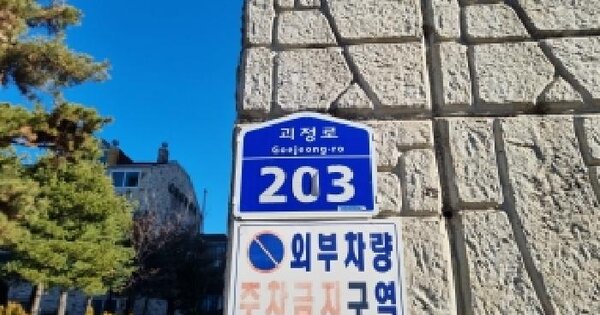 괴정로
Goejeong-ro
203
외부차량
주차금지구역